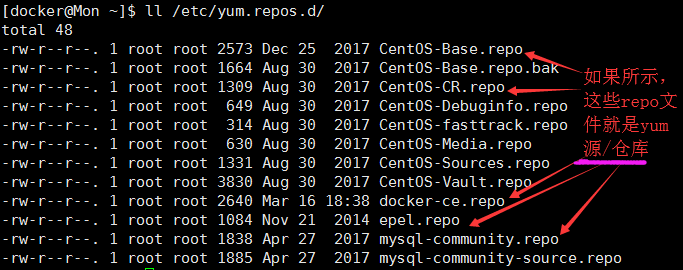 [docker@Mon ~]$ ll /etc/yum.repos.d/
total 48
-rw-r--r--. 1 root root 2573 Dec 25  2017 CentOS-Base.repo
-rw-r--r--. 1 root root 1664 Aug 30  2017 CentOS-Base.repo.bak
-rw-r--r--. 1 root root 1309 Aug 30  2017 CentOS-CR.repo
-rw-r--r--. 1 root root  649 Aug 30  2017 CentOS-Debuginfo.repo
-rw-r--r--. 1 root root  314 Aug 30  2017 CentOS-fasttrack.repo
-rw-r--r--. 1 root root  630 Aug 30  2017 CentOS-Media.repo
-rw-r--r--. 1 root root 1331 Aug 30  2017 CentOS-Sources.repo
-rw-r--r--. 1 root root 3830 Aug 30  2017 CentOS-Vault.repo
-rw-r--r--. 1 root root 2640 Mar 16 18:38 docker-ce.repo
-rw-r--r--. 1 root root 1084 Nov 21  2014 epel.repo
-rw-r--r--. 1 root root 1838 Apr 27  2017 mysql-community.repo
-rw-r--r--. 1 root root 1885 Apr 27  2017 mysql-community-source.repo
如果所示，
这些repo文
件就是yum
源/仓库